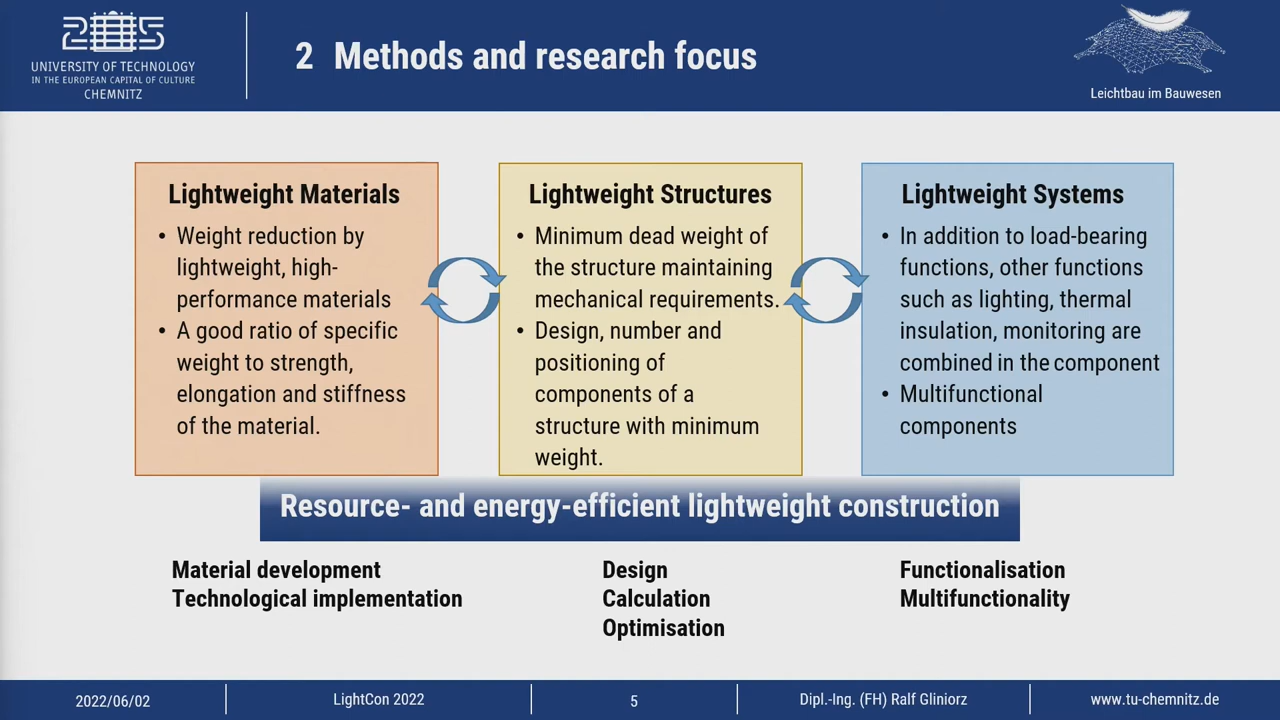 2025
UNIVERSITY OF TECHNOLOGY
IN THE EUROPEAN CAPITAL OF CULTURE
CHEMNITZ
2 Methods and research focus
Leichtbau im Bauwesen
Lightweight Materials
• Weight reduction by
lightweight, high-
performance materials
• A good ratio of specific
weight to strength,
elongation and stiffness
of the material.
Lightweight Structures
• Minimum dead weight of
the structure maintaining
mechanical requirements.
• Design, number and
positioning of
components of a
structure with minimum
weight.
Lightweight Systems
• In addition to load-bearing
functions, other functions
such as lighting, thermal
insulation, monitoring are
combined in the component
• Multifunctional
components
Resource- and energy-efficient lightweight construction
Material development
Technological implementation
Design
Calculation
Optimisation
Functionalisation
Multifunctionality
2022/06/02
LightCon 2022
5
Dipl.-Ing. (FH) Ralf Gliniorz
www.tu-chemnitz.de